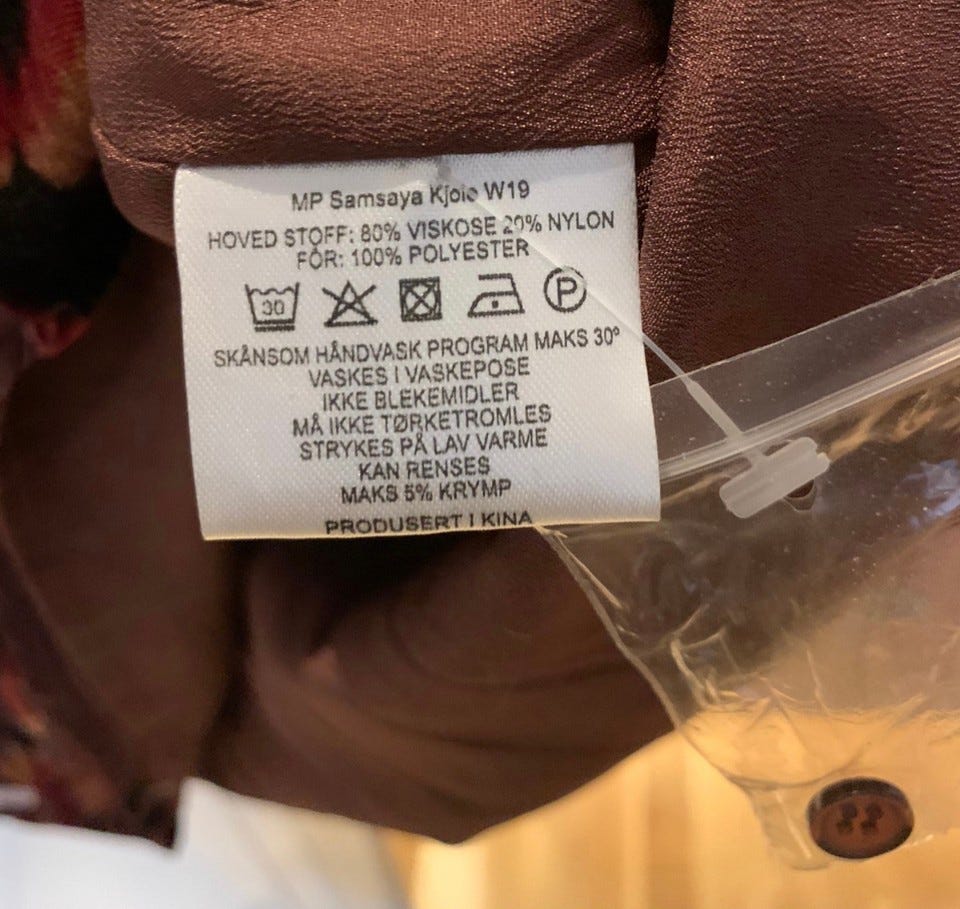 MP Samsaya Kjole W19
HOVED STOFF: 80% VISKOSE 20% NYLON
FÔR: 100% POLYESTER
30 P
SKÅNSOM HÅNDVASK PROGRAM MAKS 30°
VASKES I VASKEPOSE
IKKE BLEKEMIDLER
MÅ IKKE TØRKETROMLES
STRYKES PÅ LAV VARME
KAN RENSES
MAKS 5% KRYMP
PRODUSERT I KINA